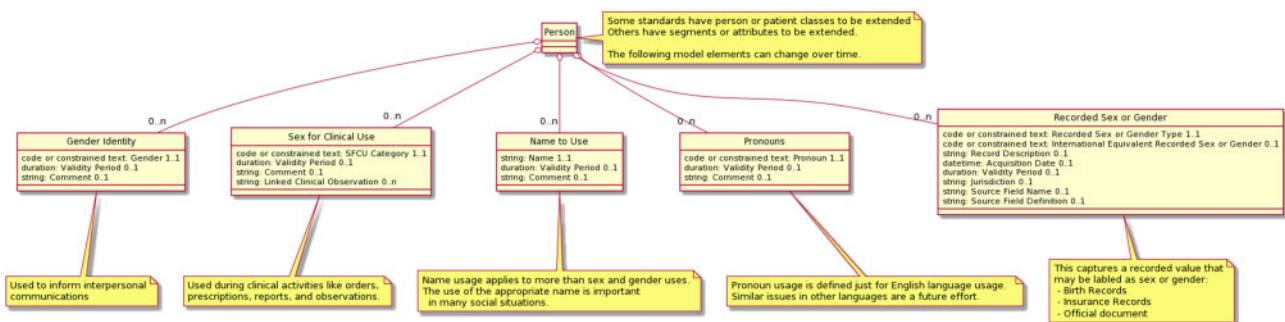 Person
Some standards have person or patient classes to be extended
Others have segments or attributes to be extended.
The following model elements can change over time.
0..n
0..n
0..n
0..n
0..n
Gender Identity
code or constrained text: Gender 1..1
duration: Validity Period 0..1
string: Comment 0..1
Sex for Clinical Use
code or constrained text: SFCU Category 1..1
duration: Validity Period 0..1
string: Comment 0..1
string: Linked Clinical Observation 0..n
Name to Use
string: Name 1..1
duration: Validity Period 0..1
string: Comment 0..1
Pronouns
code or constrained text: Pronoun 1..1
duration: Validity Period 0..1
string: Comment 0..1
Recorded Sex or Gender
code or constrained text: Recorded Sex or Gender Type 1..1
code or constrained text: International Equivalent Recorded Sex or Gender 0..1
string: Record Description 0..1
datetime: Acquisition Date 0..1
duration: Validity Period 0..1
string: Jurisdiction 0..1
string: Source Field Name 0..1
string: Source Field Definition 0..1
Used to inform interpersonal
communications
Used during clinical activities like orders,
prescriptions, reports, and observations.
Name usage applies to more than sex and gender uses.
The use of the appropriate name is important
in many social situations.
Pronoun usage is defined just for English language usage.
Similar issues in other languages are a future effort.
This captures a recorded value that
may be labled as sex or gender:
- Birth Records
- Insurance Records
- Official document